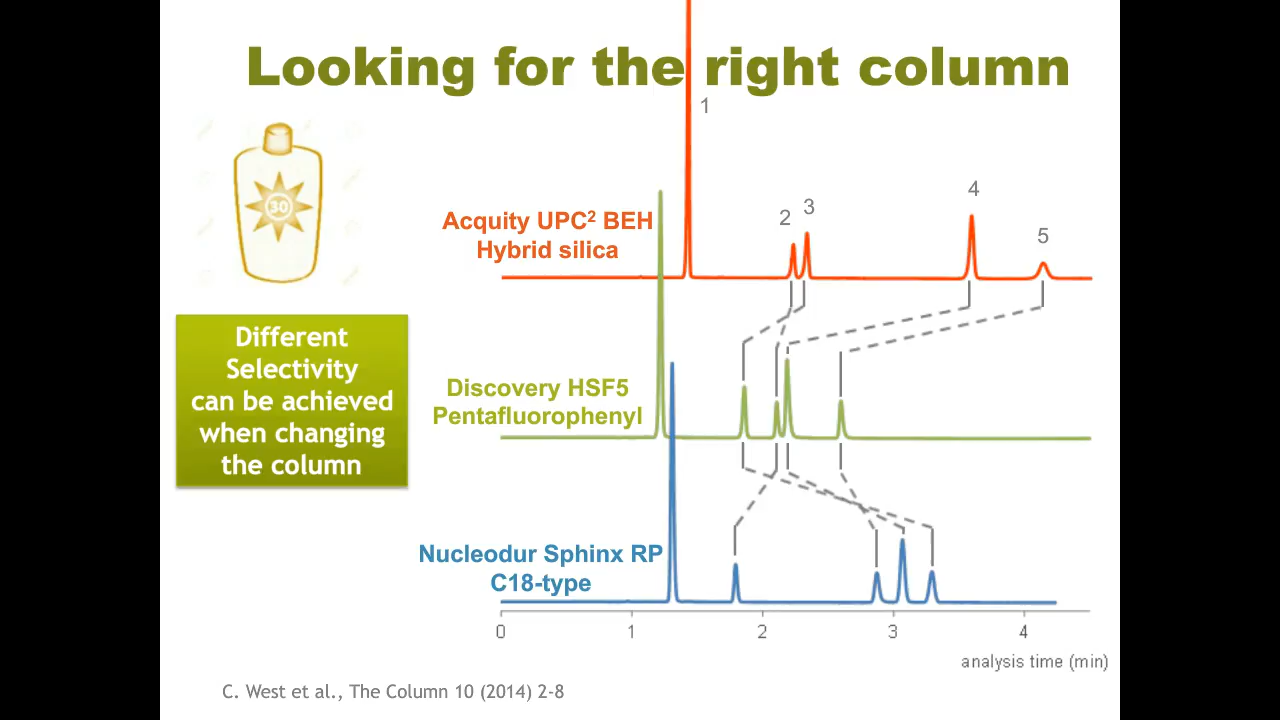 Looking for the right column
1
30
4
2
3
5
Acquity UPC² BEH
Hybrid silica
Different
Selectivity
can be achieved
when changing
the column
Discovery HSF5
Pentafluorophenyl
Nucleodur Sphinx RP
C18-type
0 1 2 3 4
analysis time (min)
C. West et al., The Column 10 (2014) 2-8